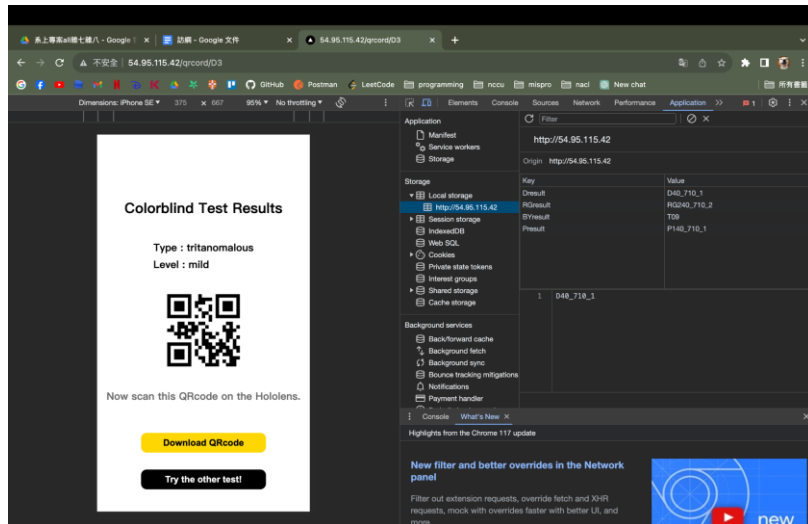 系上專案all雜七雜八 - Google
訪綱 - Google 文件
54.95.115.42/qrcord/D3
不安全 | 54.95.115.42/qrcord/D3
GitHub
Postman
LeetCode
programming
nccu
mispro
nacl
New chat
所有書籤
Dimensions: iPhone SE
375
x
667
95%
No throttling
Elements
Console
Sources
Network
Performance
Application
1
Application
Manifest
Service workers
Storage
Storage
Local storage
http://54.95.115.42
Session storage
IndexedDB
Web SQL
Cookies
Private state tokens
Interest groups
Shared storage
Cache storage
Background services
Back/forward cache
Background fetch
Background sync
Bounce tracking mitigations
Notifications
Payment handler
Filter
http://54.95.115.42
Origin http://54.95.115.42
Key Value
Dresult D40_710_1
RGresult RG240_710_2
BYresult T09
Presult P140_710_1
1 D40_710_1
Colorblind Test Results
Type : tritanomalous
Level : mild
Now scan this QRcode on the Hololens.
Download QRcode
Try the other test!
Console
What's New
Highlights from the Chrome 117 update
New filter and better overrides in the Network
panel
Filter out extension requests, override fetch and XHR
requests, mock with overrides faster with better UI, and
more.
new